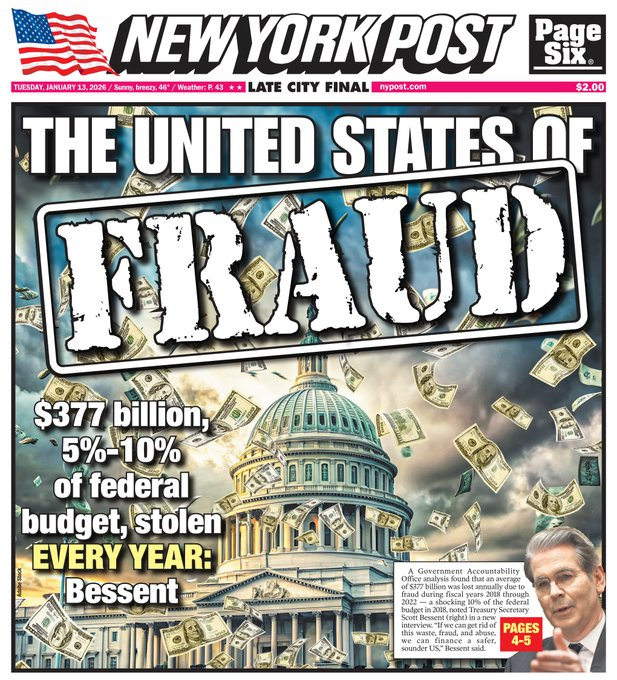 NEW YORK POST
Page
Six®
TUESDAY, JANUARY 13, 2026 / Sunny, breezy, 46° / Weather: P. 43 ★★ LATE CITY FINAL nypost.com $2.00
THE UNITED STATES OF
FRAUD
$377 billion,
5%-10%
of federal
budget, stolen
EVERY YEAR:
Bessent
A Government Accountability
Office analysis found that an average
of $377 billion was lost annually due to
fraud during fiscal years 2018 through
2022 — a shocking 10% of the federal
budget in 2018, noted Treasury Secretary
Scott Bessent (right) in a new
interview. “If we can get rid of
this waste, fraud, and abuse,
we can finance a safer,
sounder US,” Bessent said.
PAGES
4-5
Adobe Stock